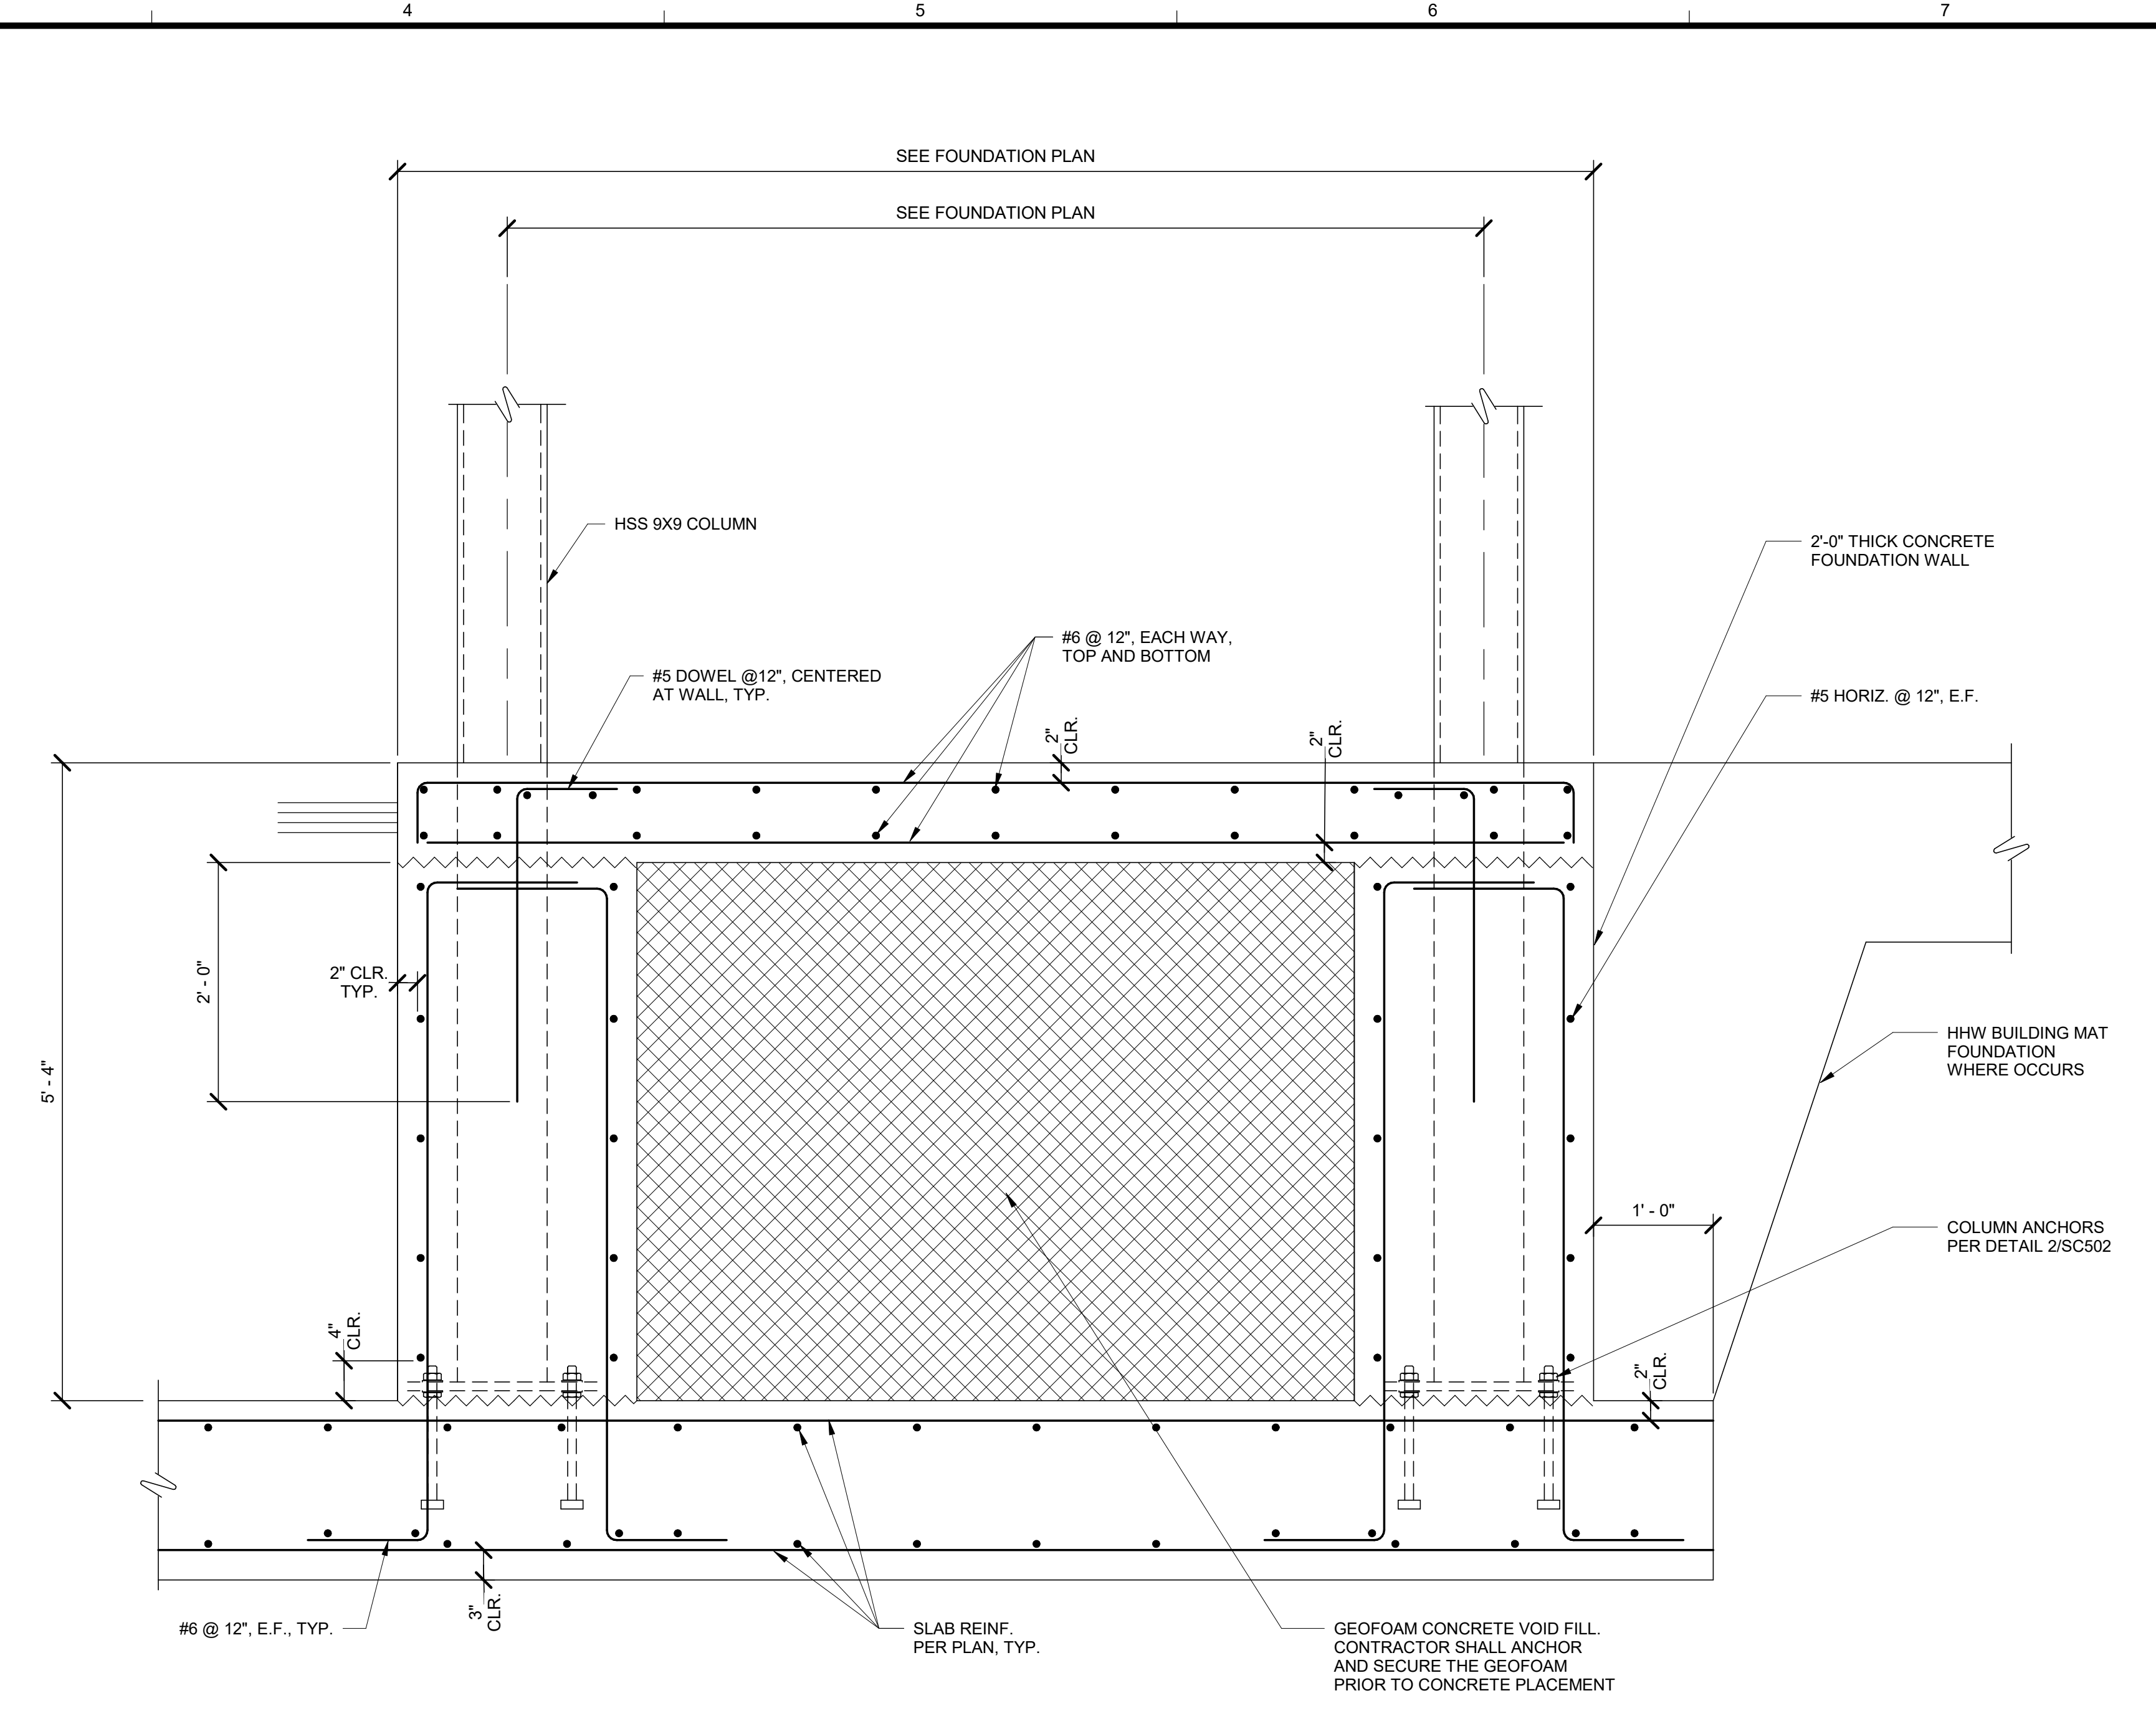 4 5 6 7
SEE FOUNDATION PLAN
SEE FOUNDATION PLAN
HSS 9X9 COLUMN
2'-0" THICK CONCRETE
FOUNDATION WALL
#6 @ 12", EACH WAY,
TOP AND BOTTOM
#5 DOWEL @12", CENTERED
AT WALL, TYP.
#5 HORIZ. @ 12", E.F.
2"
CLR.
2"
CLR.
2' - 0"
2" CLR.
TYP.
5' - 4"
HHW BUILDING MAT
FOUNDATION
WHERE OCCURS
1' - 0"
COLUMN ANCHORS
PER DETAIL 2/SC502
4"
CLR.
2"
CLR.
3"
CLR.
#6 @ 12", E.F., TYP.
SLAB REINF.
PER PLAN, TYP.
GEOFOAM CONCRETE VOID FILL.
CONTRACTOR SHALL ANCHOR
AND SECURE THE GEOFOAM
PRIOR TO CONCRETE PLACEMENT